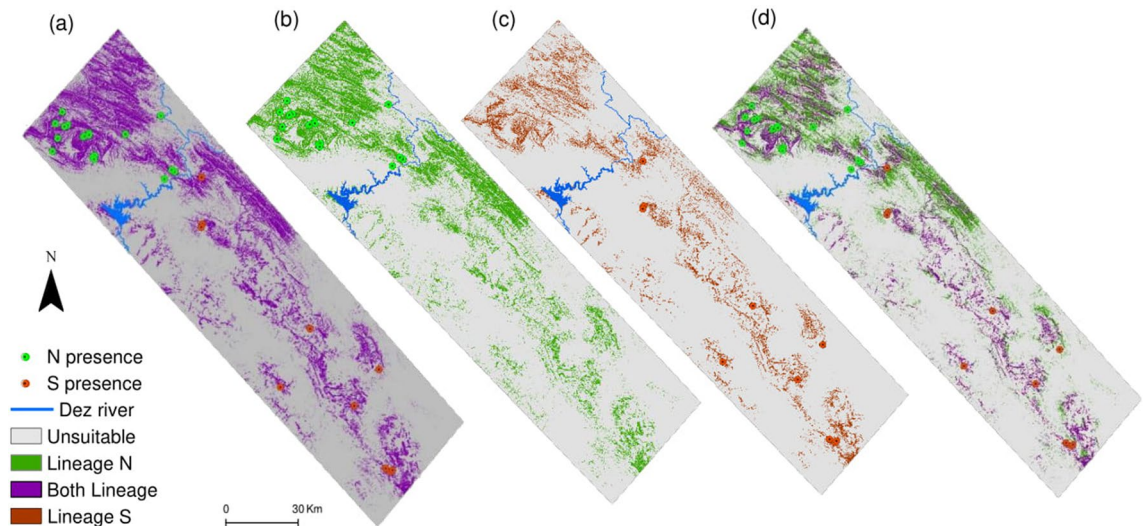 (a)
(b)
(c)
(d)
N
N presence
S presence
Dez river
Unsuitable
Lineage N
Both Lineage
Lineage S
0 30 Km